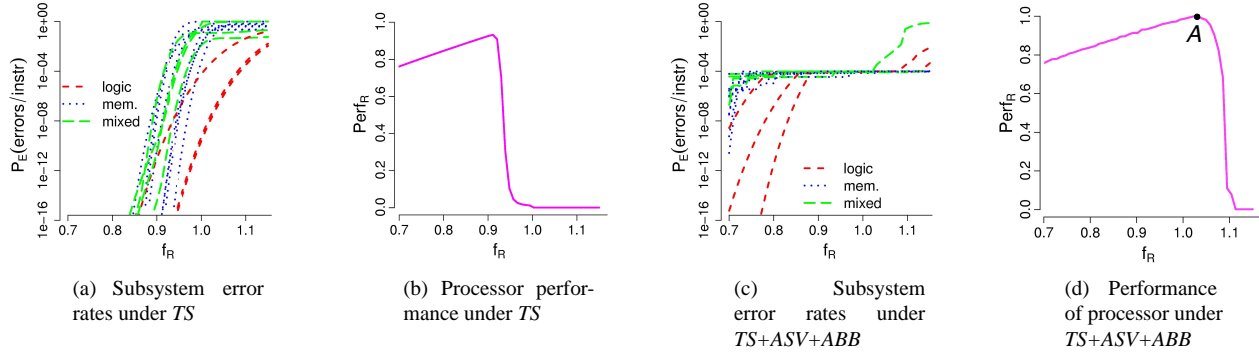 1e+00
1e-04
1e-08
1e-12
1e-16
P_E(errors/instr)
logic
mem.
mixed
0.7 0.8 0.9 1.0 1.1
f_R
(a) Subsystem error
rates under TS
1.0
0.8
0.6
0.4
0.2
0.0
Perf_R
0.7 0.8 0.9 1.0 1.1
f_R
(b) Processor perfor-
mance under TS
1e+00
1e-04
1e-08
1e-12
1e-16
P_E(errors/instr)
logic
mem.
mixed
0.7 0.8 0.9 1.0 1.1
f_R
(c) Subsystem
error rates under
TS+ASV+ABB
1.0
0.8
0.6
0.4
0.2
0.0
Perf_R
A
0.7 0.8 0.9 1.0 1.1
f_R
(d) Performance
of processor under
TS+ASV+ABB